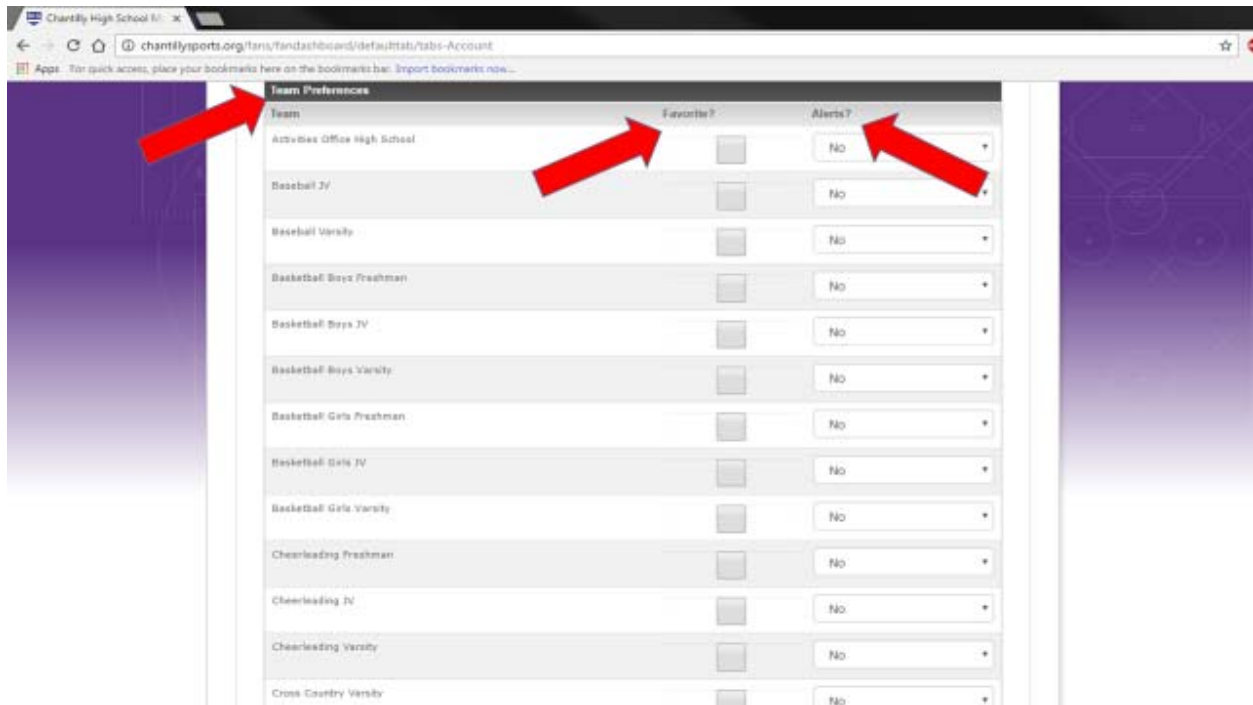 Chantilly High School
chantillysports.org/fans/fandashboard/defaulttab/tabs-Account
Apps For quick access, place your bookmarks here on the bookmarks bar. Import bookmarks now...
Team Preferences
Team Favorite? Alerts?
Activities Office High School No
Baseball JV No
Baseball Varsity No
Basketball Boys Freshman No
Basketball Boys JV No
Basketball Boys Varsity No
Basketball Girls Freshman No
Basketball Girls JV No
Basketball Girls Varsity No
Cheerleading Freshman No
Cheerleading JV No
Cheerleading Varsity No
Cross Country Varsity No